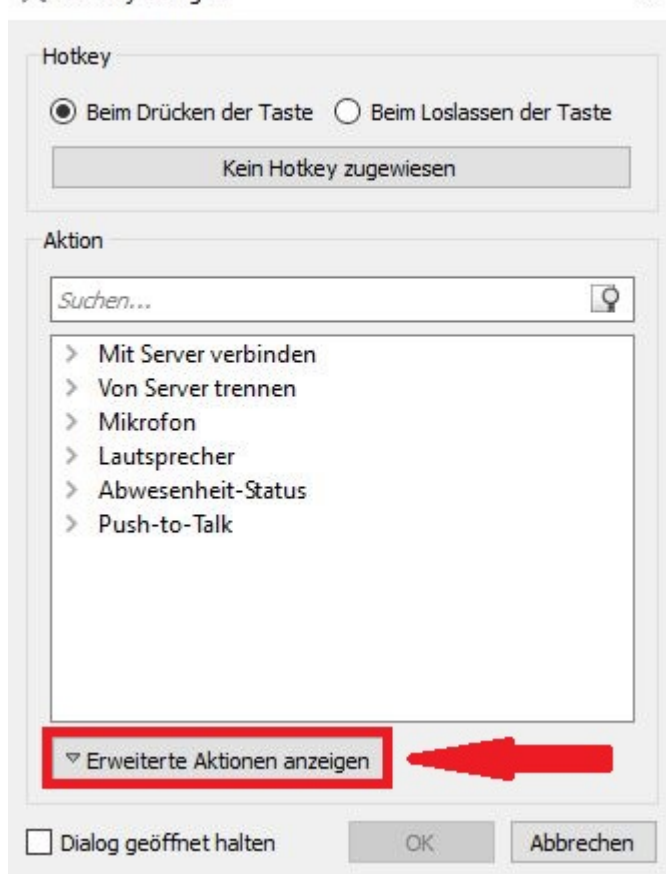 Hotkey
Beim Drücken der Taste Beim Loslassen der Taste
Kein Hotkey zugewiesen
Aktion
Suchen...
Mit Server verbinden
Von Server trennen
Mikrofon
Lautsprecher
Abwesenheit-Status
Push-to-Talk
Erweiterte Aktionen anzeigen
Dialog geöffnet halten OK Abbrechen